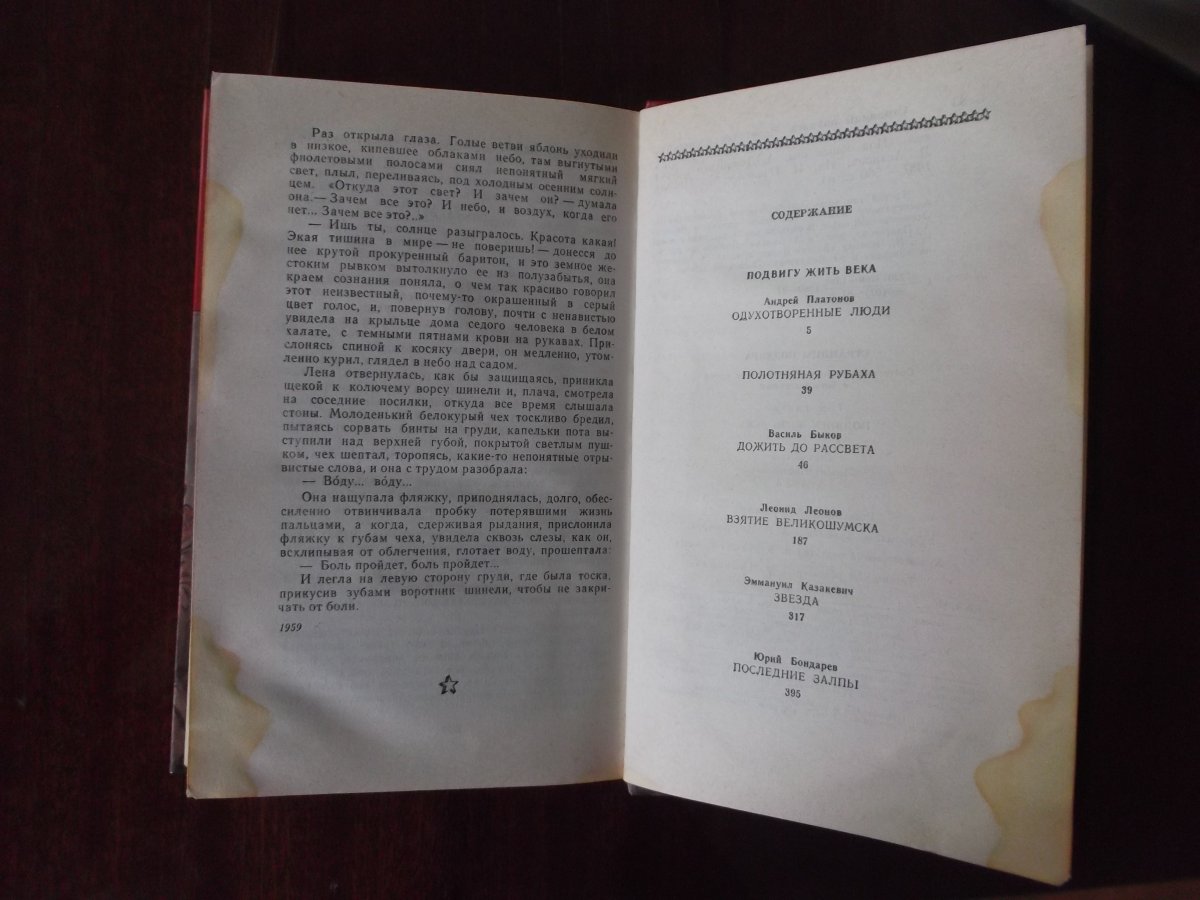 Раз открыла глаза. Голые ветви яблонь уходили
в низкое, кипевшее облаками небо, там выгнутыми
фиолетовыми полосами сиял непонятный мягкий
свет, плыл, переливаясь, под холодным осенним солн-
цем. «Откуда этот свет? И зачем он? — думала
она.— Зачем все это? И небо, и воздух, когда его
нет... Зачем все это?..»
— Ишь ты, солнце разыгралось. Красота какая!
Экая тишина в мире — не поверишь! — донесся до
нее крутой прокуренный баритон, и это земное же-
стоким рывком вытолкнуло ее из полузабытья, она
краем сознания поняла, о чем так красиво говорил
этот неизвестный, почему-то окрашенный в серый
цвет голос, и, повернув голову, почти с ненавистью
увидела на крыльце дома седого человека в белом
халате, с темными пятнами крови на рукавах. При-
слонясь спиной к косяку двери, он медленно, утом-
ленно курил, глядел в небо над садом.
Лена отвернулась, как бы защищаясь, приникла
щекой к колючему ворсу шинели и, плача, смотрела
на соседние носилки, откуда все время слышала
стоны. Молоденький белокурый чех тоскливо бредил,
пытаясь сорвать бинты на груди, капельки пота вы-
ступили над верхней губой, покрытой светлым пуш-
ком, чех шептал, торопясь, какие-то непонятные отры-
вистые слова, и она с трудом разобрала:
— Во́ду... во́ду...
Она нащупала фляжку, приподнялась, долго, обес-
силенно отвинчивала пробку потерявшими жизнь
пальцами, а когда, сдерживая рыдания, прислонила
фляжку к губам чеха, увидела сквозь слезы, как он,
всхлипывая от облегчения, глотает воду, прошептала:
— Боль пройдет, боль пройдет...
И легла на левую сторону груди, где была тоска,
прикусив зубами воротник шинели, чтобы не закри-
чать от боли.
1959
СОДЕРЖАНИЕ
ПОДВИГУ ЖИТЬ ВЕКА
Андрей Платонов
ОДУХОТВОРЕННЫЕ ЛЮДИ
5
ПОЛОТНЯНАЯ РУБАХА
39
Василь Быков
ДОЖИТЬ ДО РАССВЕТА
46
Леонид Леонов
ВЗЯТИЕ ВЕЛИКОШУМСКА
187
Эммануил Казакевич
ЗВЕЗДА
317
Юрий Бондарев
ПОСЛЕДНИЕ ЗАЛПЫ
395